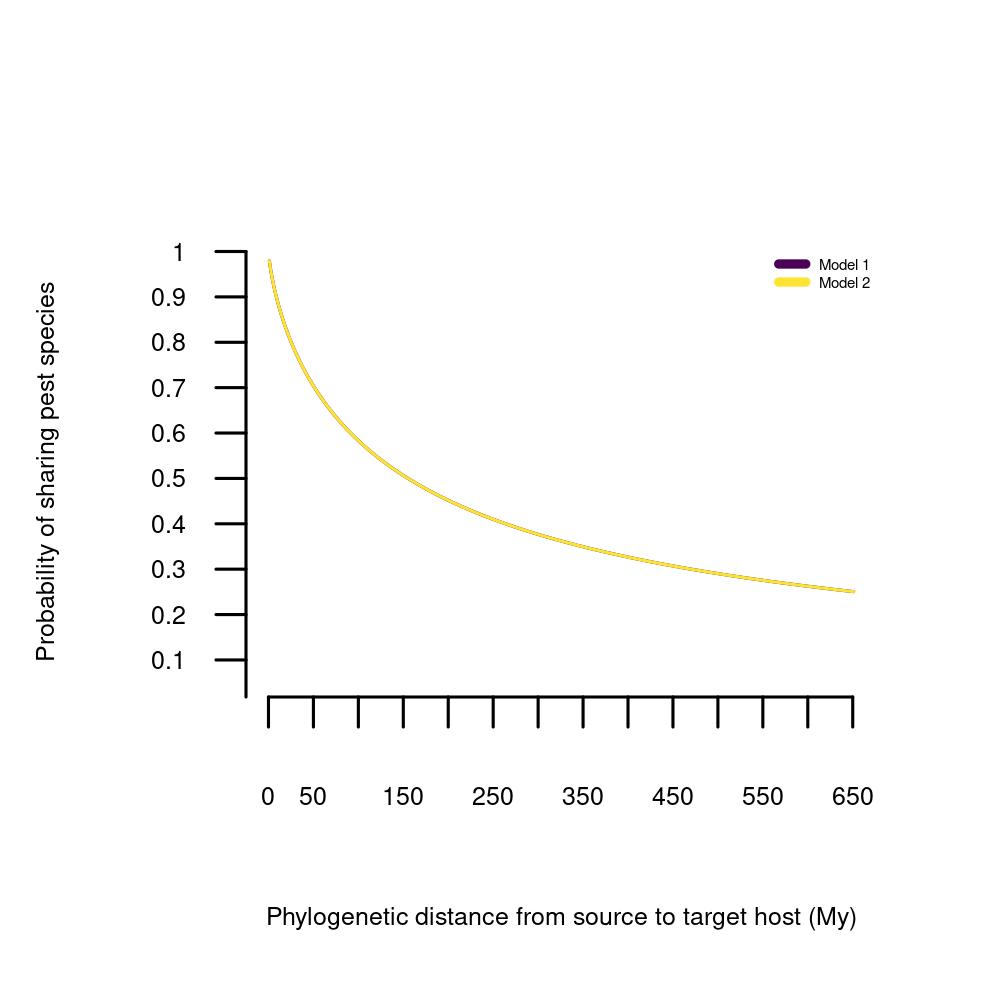 Probability of sharing pest species
1
0.9
0.8
0.7
0.6
0.5
0.4
0.3
0.2
0.1
Model 1
Model 2
0 50 150 250 350 450 550 650
Phylogenetic distance from source to target host (My)